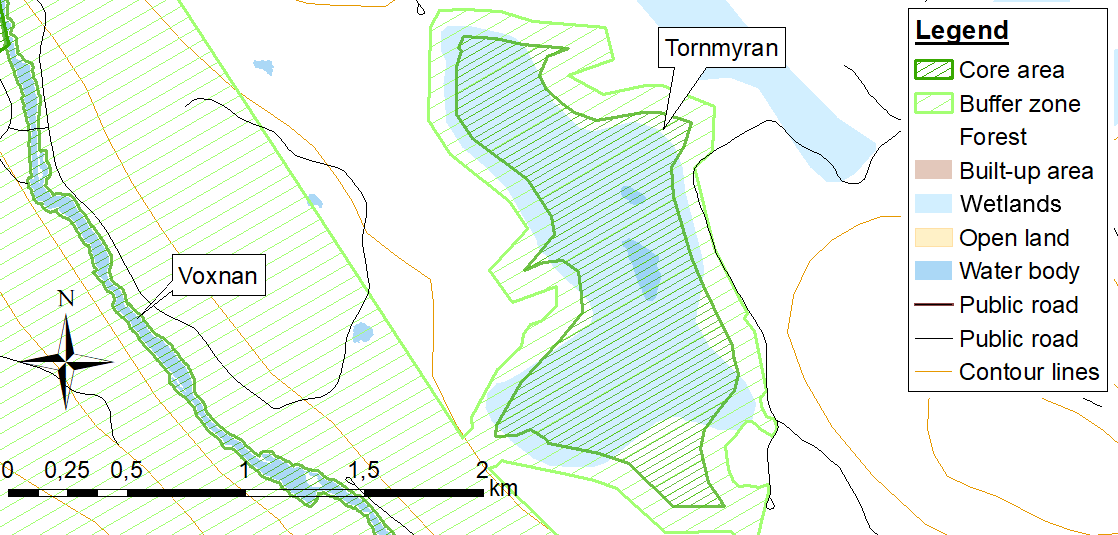 Tornmyran
Voxnan
N
0 0,25 0,5 1 1,5 2
km
Legend
Core area
Buffer zone
Forest
Built-up area
Wetlands
Open land
Water body
Public road
Public road
Contour lines